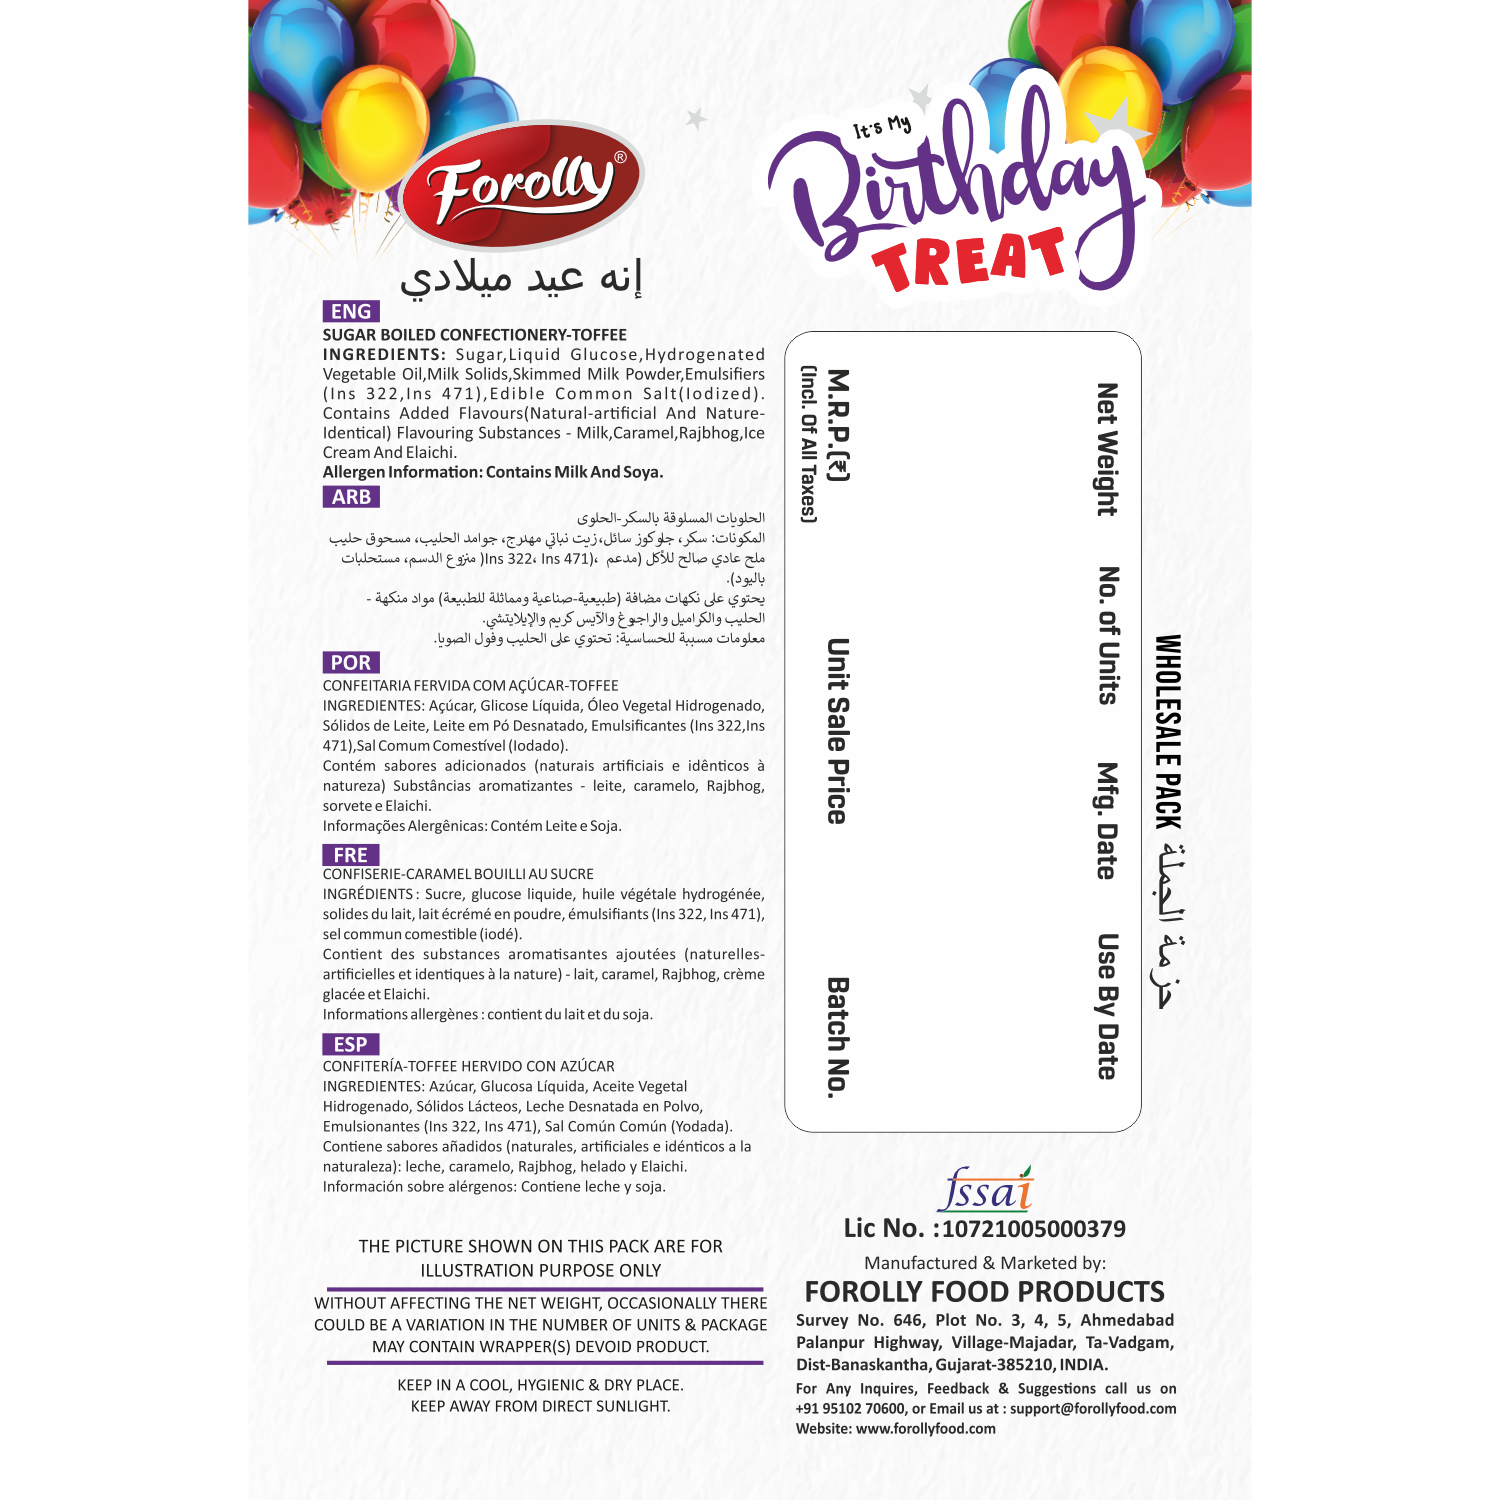 Forolly®
إنه عيد ميلادي
It's My
Birthday
TREAT
ENG
SUGAR BOILED CONFECTIONERY-TOFFEE
INGREDIENTS: Sugar,Liquid Glucose,Hydrogenated
Vegetable Oil,Milk Solids,Skimmed Milk Powder,Emulsifiers
(Ins 322,Ins 471),Edible Common Salt(Iodized).
Contains Added Flavours(Natural-artificial And Nature-
Identical) Flavouring Substances - Milk,Caramel,Rajbhog,Ice
Cream And Elaichi.
Allergen Information: Contains Milk And Soya.
ARB
الحلويات المسلوقة بالسكر-الحلوى
المكونات: سكر، جلوكوز سائل،زيت نباتي مهدرج، جوامد الحليب، مسحوق حليب
ملح عادي صالح للأكل (مدعم ،(Ins 322، Ins 471( منزوع الدسم، مستحلبات
باليود).
يحتوي على نكهات مضافة (طبيعية-صناعية ومماثلة للطبيعة) مواد منكهة -
الحليب والكراميل والراجبوغ والآيس كريم والإيلايتشي.
معلومات مسببة للحساسية: تحتوي على الحليب وفول الصويا.
POR
CONFEITARIA FERVIDA COM AÇÚCAR-TOFFEE
INGREDIENTES: Açúcar, Glicose Líquida, Óleo Vegetal Hidrogenado,
Sólidos de Leite, Leite em Pó Desnatado, Emulsificantes (Ins 322,Ins
471),Sal Comum Comestível (Iodado).
Contém sabores adicionados (naturais artificiais e idênticos à
natureza) Substâncias aromatizantes - leite, caramelo, Rajbhog,
sorvete e Elaichi.
Informações Alergênicas: Contém Leite e Soja.
FRE
CONFISERIE-CARAMEL BOUILLI AU SUCRE
INGRÉDIENTS : Sucre, glucose liquide, huile végétale hydrogénée,
solides du lait, lait écrémé en poudre, émulsifiants (Ins 322, Ins 471),
sel commun comestible (iodé).
Contient des substances aromatisantes ajoutées (naturelles-
artificielles et identiques à la nature) - lait, caramel, Rajbhog, crème
glacée et Elaichi.
Informations allergènes : contient du lait et du soja.
ESP
CONFITERÍA-TOFFEE HERVIDO CON AZÚCAR
INGREDIENTES: Azúcar, Glucosa Líquida, Aceite Vegetal
Hidrogenado, Sólidos Lácteos, Leche Desnatada en Polvo,
Emulsionantes (Ins 322, Ins 471), Sal Común Común (Yodada).
Contiene sabores añadidos (naturales, artificiales e idénticos a la
naturaleza): leche, caramelo, Rajbhog, helado y Elaichi.
Información sobre alérgenos: Contiene leche y soja.
THE PICTURE SHOWN ON THIS PACK ARE FOR
ILLUSTRATION PURPOSE ONLY
WITHOUT AFFECTING THE NET WEIGHT, OCCASIONALLY THERE
COULD BE A VARIATION IN THE NUMBER OF UNITS & PACKAGE
MAY CONTAIN WRAPPER(S) DEVOID PRODUCT.
KEEP IN A COOL, HYGIENIC & DRY PLACE.
KEEP AWAY FROM DIRECT SUNLIGHT.
WHOLESALE PACK حزمة الجملة
Net Weight
No. of Units
Mfg. Date
Use By Date
M.R.P.(₹)
(Incl. Of All Taxes)
Unit Sale Price
Batch No.
fssai
Lic No. :10721005000379
Manufactured & Marketed by:
FOROLLY FOOD PRODUCTS
Survey No. 646, Plot No. 3, 4, 5, Ahmedabad
Palanpur Highway, Village-Majadar, Ta-Vadgam,
Dist-Banaskantha, Gujarat-385210, INDIA.
For Any Inquires, Feedback & Suggestions call us on
+91 95102 70600, or Email us at : support@forollyfood.com
Website: www.forollyfood.com